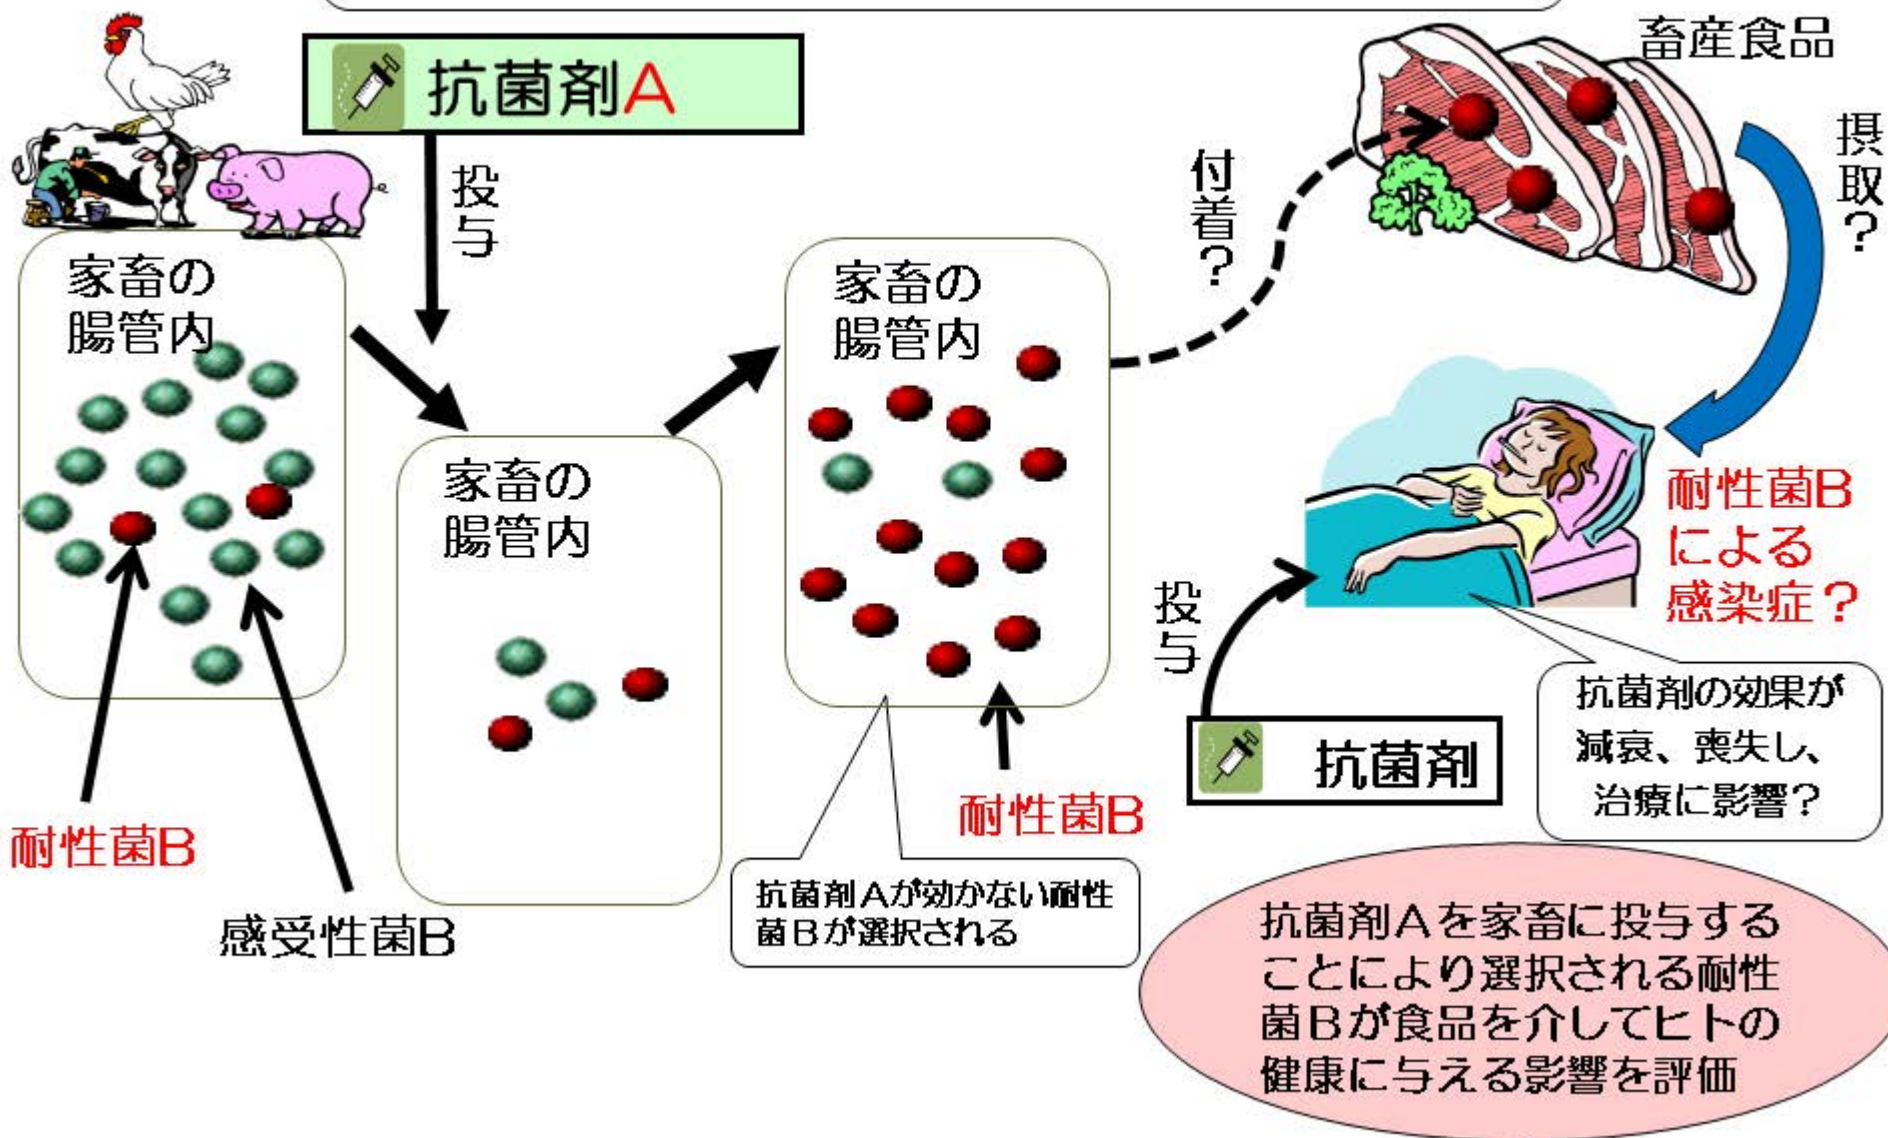 抗菌剤A
投与
家畜の
腸管内
家畜の
腸管内
家畜の
腸管内
付着?
畜産食品
摂取?
耐性菌B
による
感染症?
投与
抗菌剤
抗菌剤の効果が
減衰、喪失し、
治療に影響?
耐性菌B
感受性菌B
耐性菌B
抗菌剤Aが効かない耐性
菌Bが選択される
抗菌剤Aを家畜に投与する
ことにより選択される耐性
菌Bが食品を介してヒトの
健康に与える影響を評価